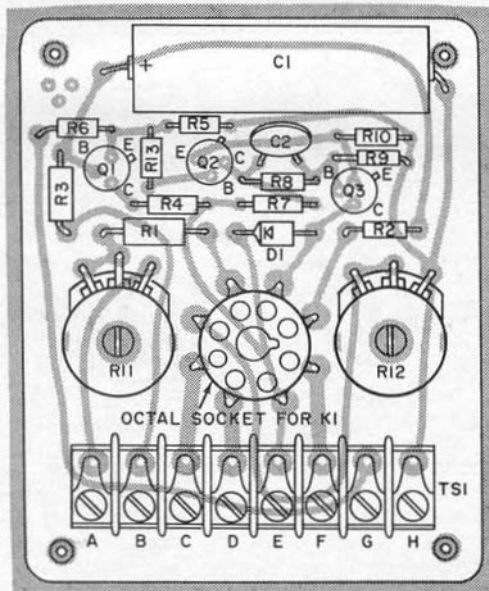 + C1
R6 R5 C2 R10
B E R13 E C R9
Q1 Q2 B E
R3 C B R8 Q3
R4 R7 C
R1 K R2
D1
R11 R12
OCTAL SOCKET FOR K1
TS1
A B C D E F G H